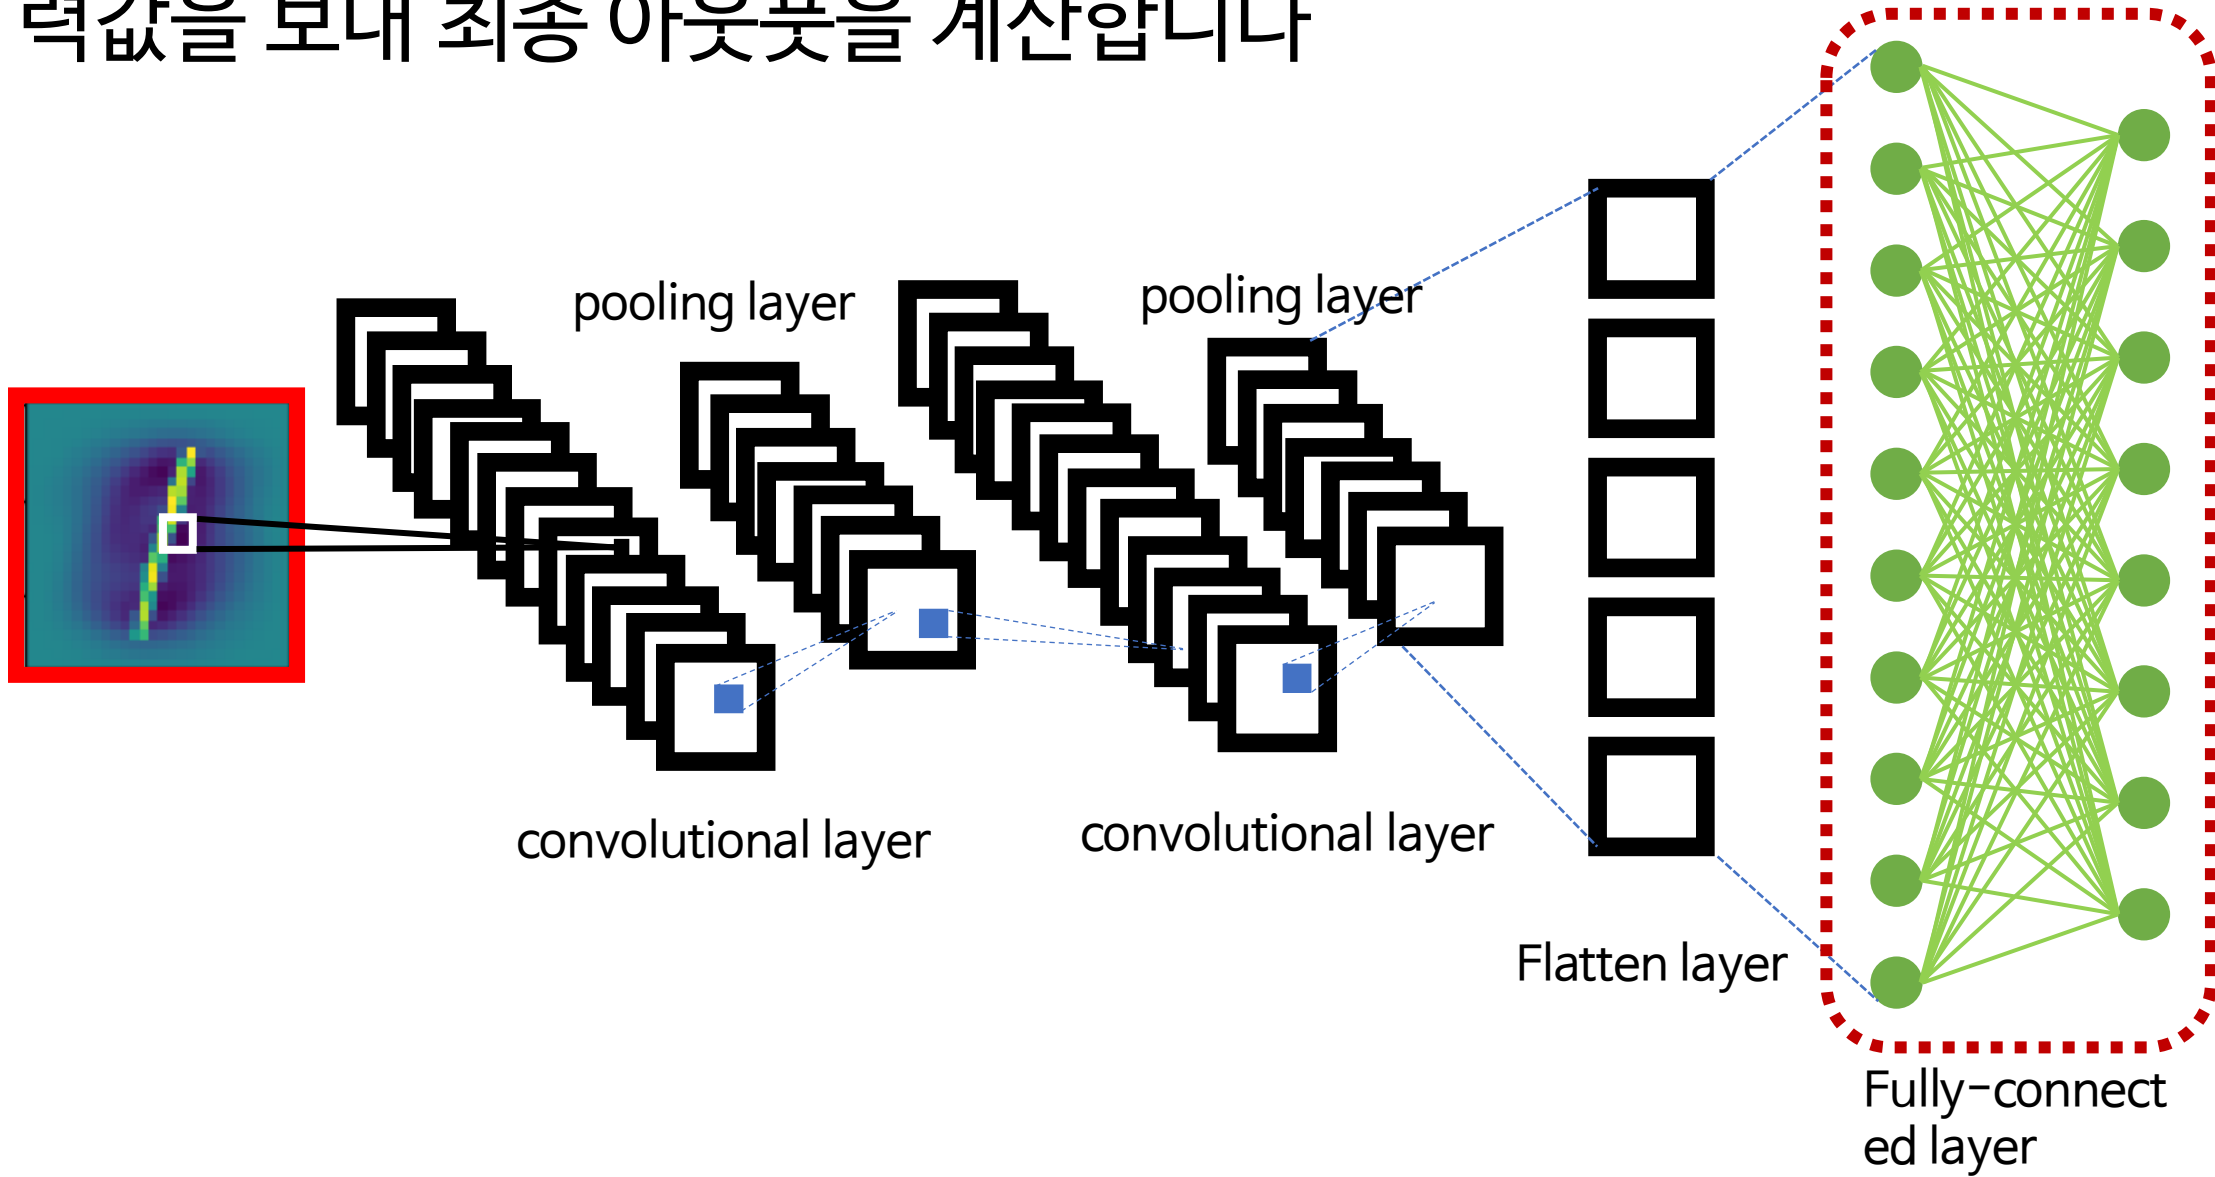 력값을 보내 최종 아웃풋을 계산합니다
pooling layer
pooling layer
convolutional layer
convolutional layer
Flatten layer
Fully-connect
ed layer